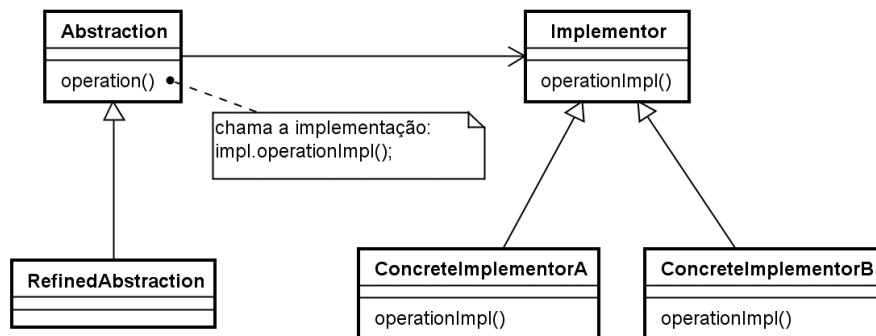 Abstraction
operation()
Implementor
operationImpl()
chama a implementação:
impl.operationImpl();
RefinedAbstraction
ConcreteImplementorA
operationImpl()
ConcreteImplementorB
operationImpl()